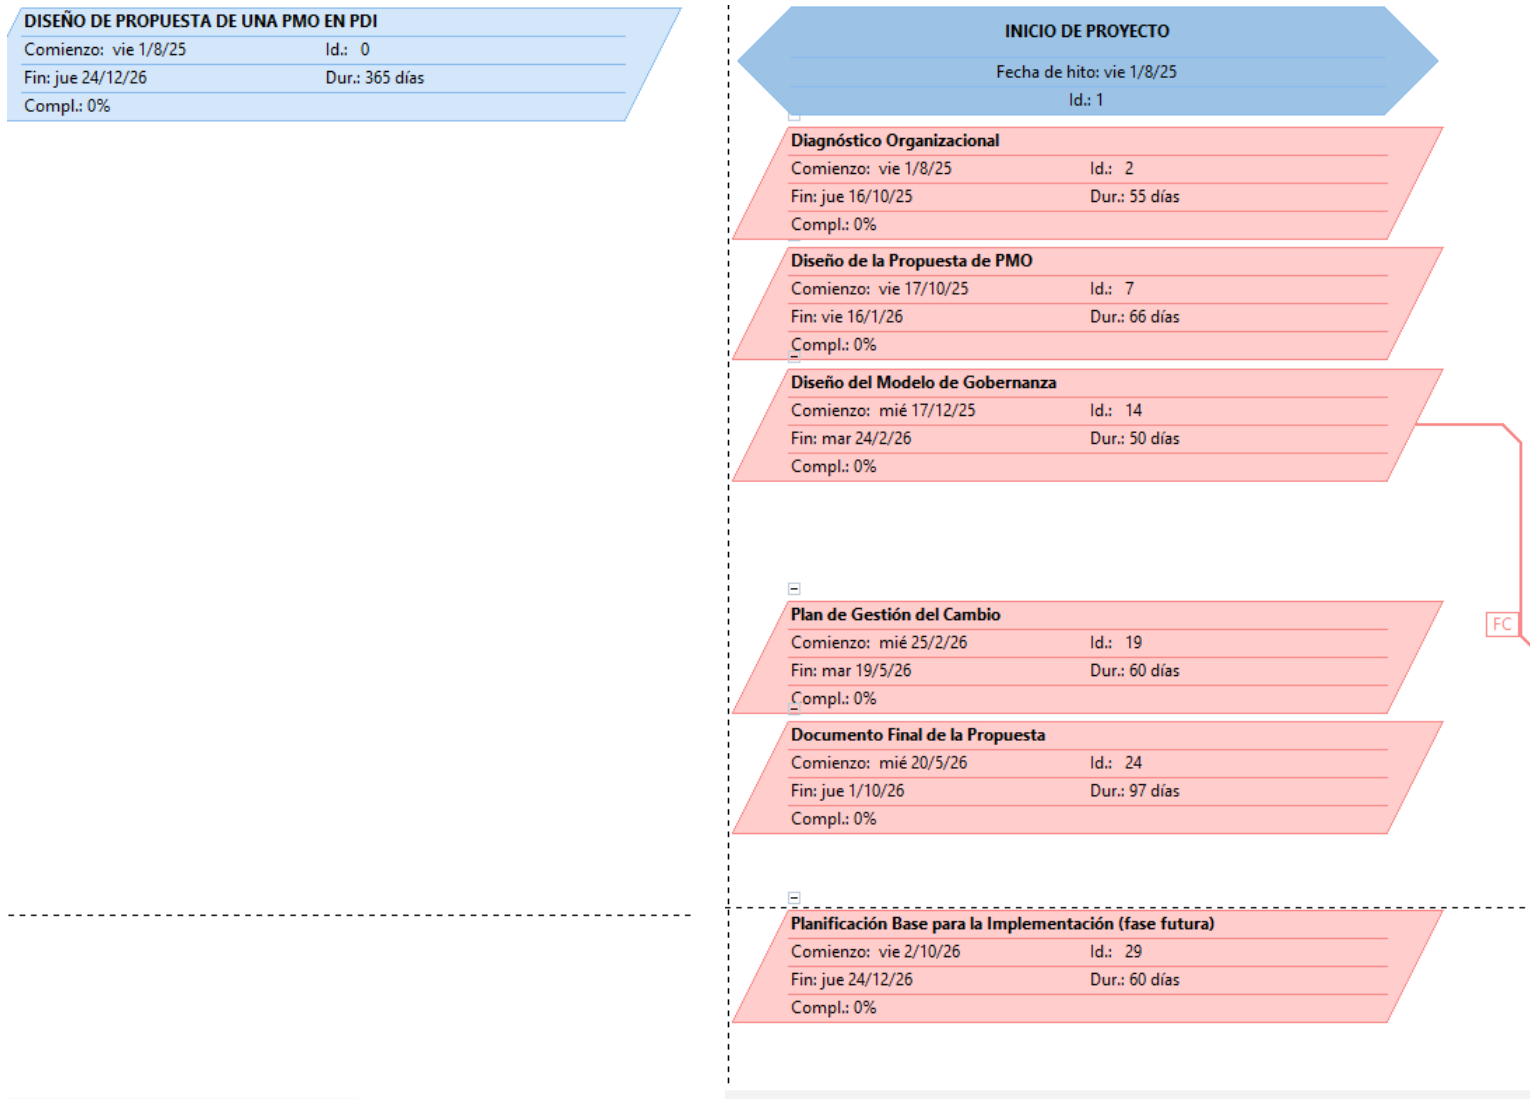 DISEÑO DE PROPUESTA DE UNA PMO EN PDI
Comienzo: vie 1/8/25 Id.: 0
Fin: jue 24/12/26 Dur.: 365 días
Compl.: 0%
INICIO DE PROYECTO
Fecha de hito: vie 1/8/25
Id.: 1
Diagnóstico Organizacional
Comienzo: vie 1/8/25 Id.: 2
Fin: jue 16/10/25 Dur.: 55 días
Compl.: 0%
Diseño de la Propuesta de PMO
Comienzo: vie 17/10/25 Id.: 7
Fin: vie 16/1/26 Dur.: 66 días
Compl.: 0%
Diseño del Modelo de Gobernanza
Comienzo: mié 17/12/25 Id.: 14
Fin: mar 24/2/26 Dur.: 50 días
Compl.: 0%
FC
Plan de Gestión del Cambio
Comienzo: mié 25/2/26 Id.: 19
Fin: mar 19/5/26 Dur.: 60 días
Compl.: 0%
Documento Final de la Propuesta
Comienzo: mié 20/5/26 Id.: 24
Fin: jue 1/10/26 Dur.: 97 días
Compl.: 0%
Planificación Base para la Implementación (fase futura)
Comienzo: vie 2/10/26 Id.: 29
Fin: jue 24/12/26 Dur.: 60 días
Compl.: 0%